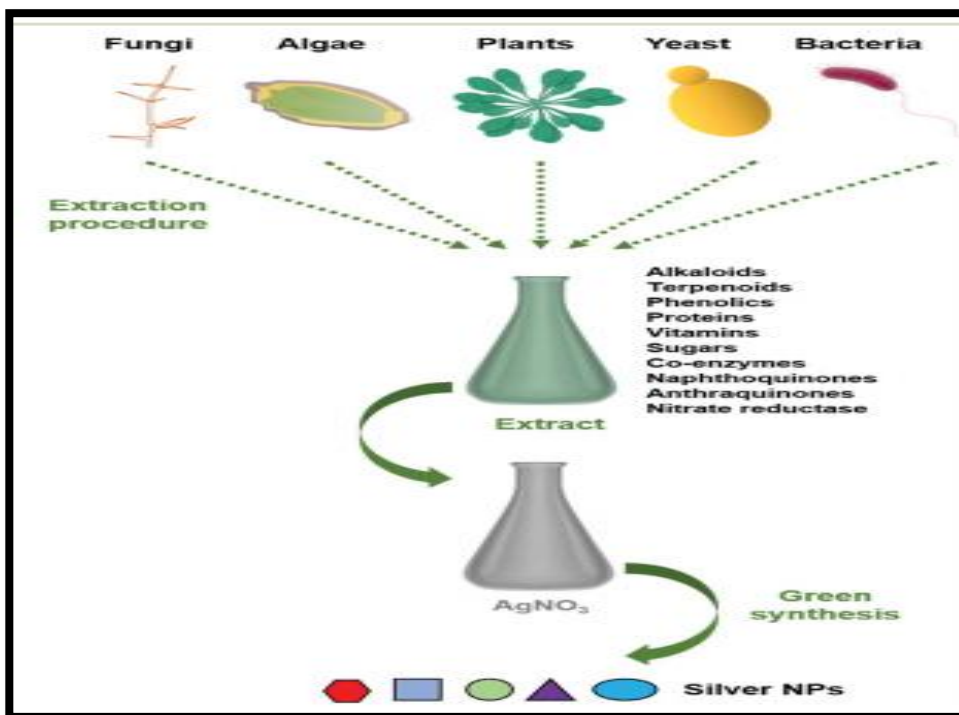 Fungi Algae Plants Yeast Bacteria
Extraction
procedure
Alkaloids
Terpenoids
Phenolics
Proteins
Vitamins
Sugars
Co-enzymes
Naphthoquinones
Anthraquinones
Nitrate reductase
Extract
AgNO₃
Green
synthesis
Silver NPs